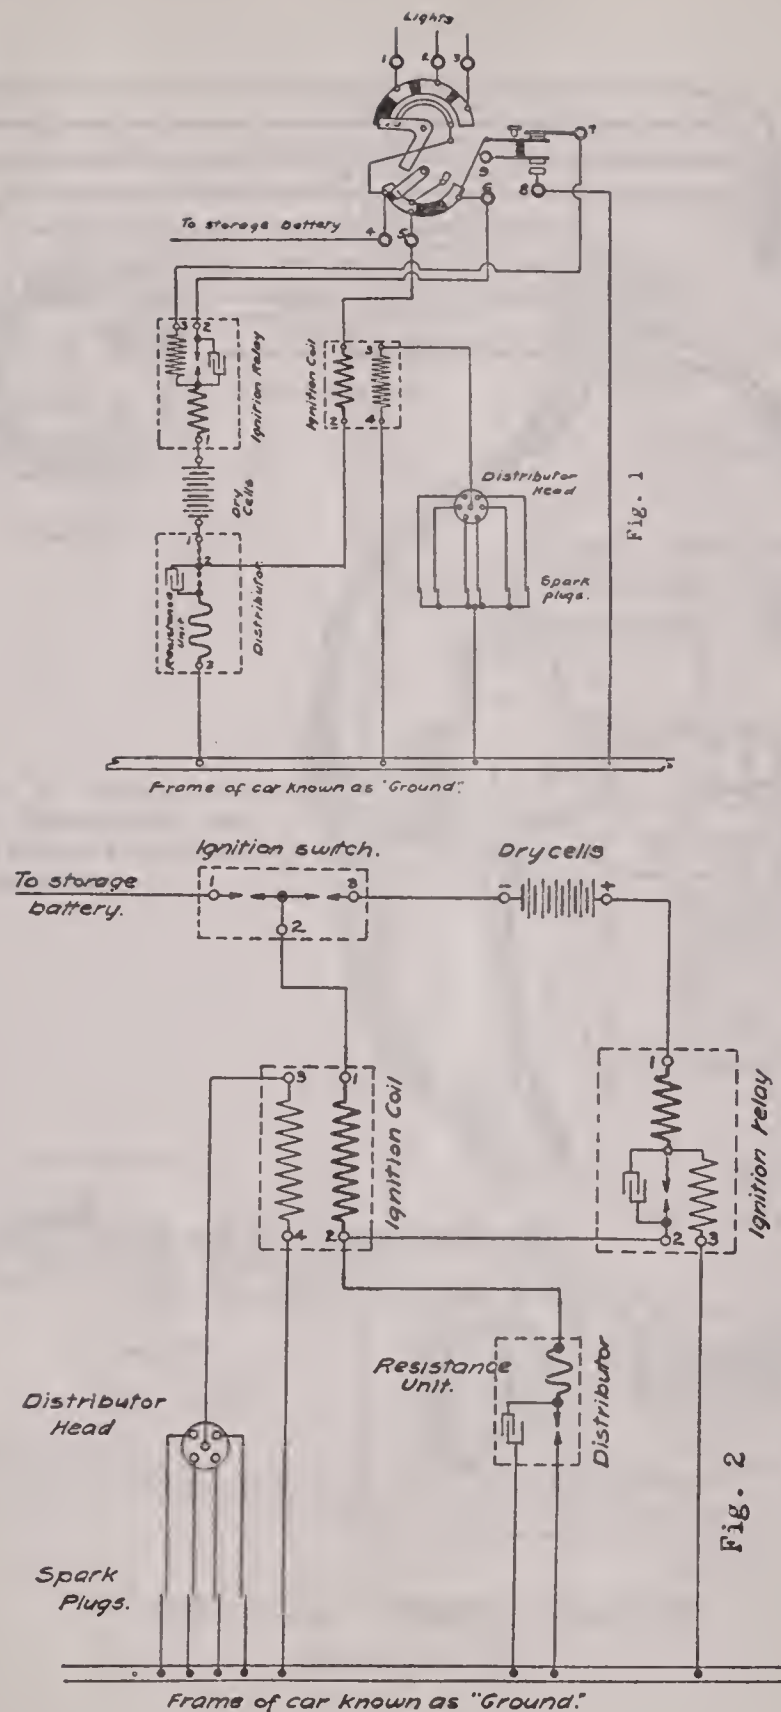 Lights
1 2 3
7
9
8
6
To storage battery 4 5
3 2
Ignition Relay
1
Dry Cells
1
2
Resistance Unit
Distributor
3
Ignition Coil
1 3
2 4
Distributor Head
Spark plugs.
Fig. 1
Frame of car known as "Ground".
Ignition switch.
Dry cells
To storage battery.
1 3
2
- +
3 1
Ignition Coil
4 2
1
Ignition relay
2 3
Resistance Unit.
Distributor
Distributor Head
Fig. 2
Spark Plugs.
Frame of car known as "Ground".